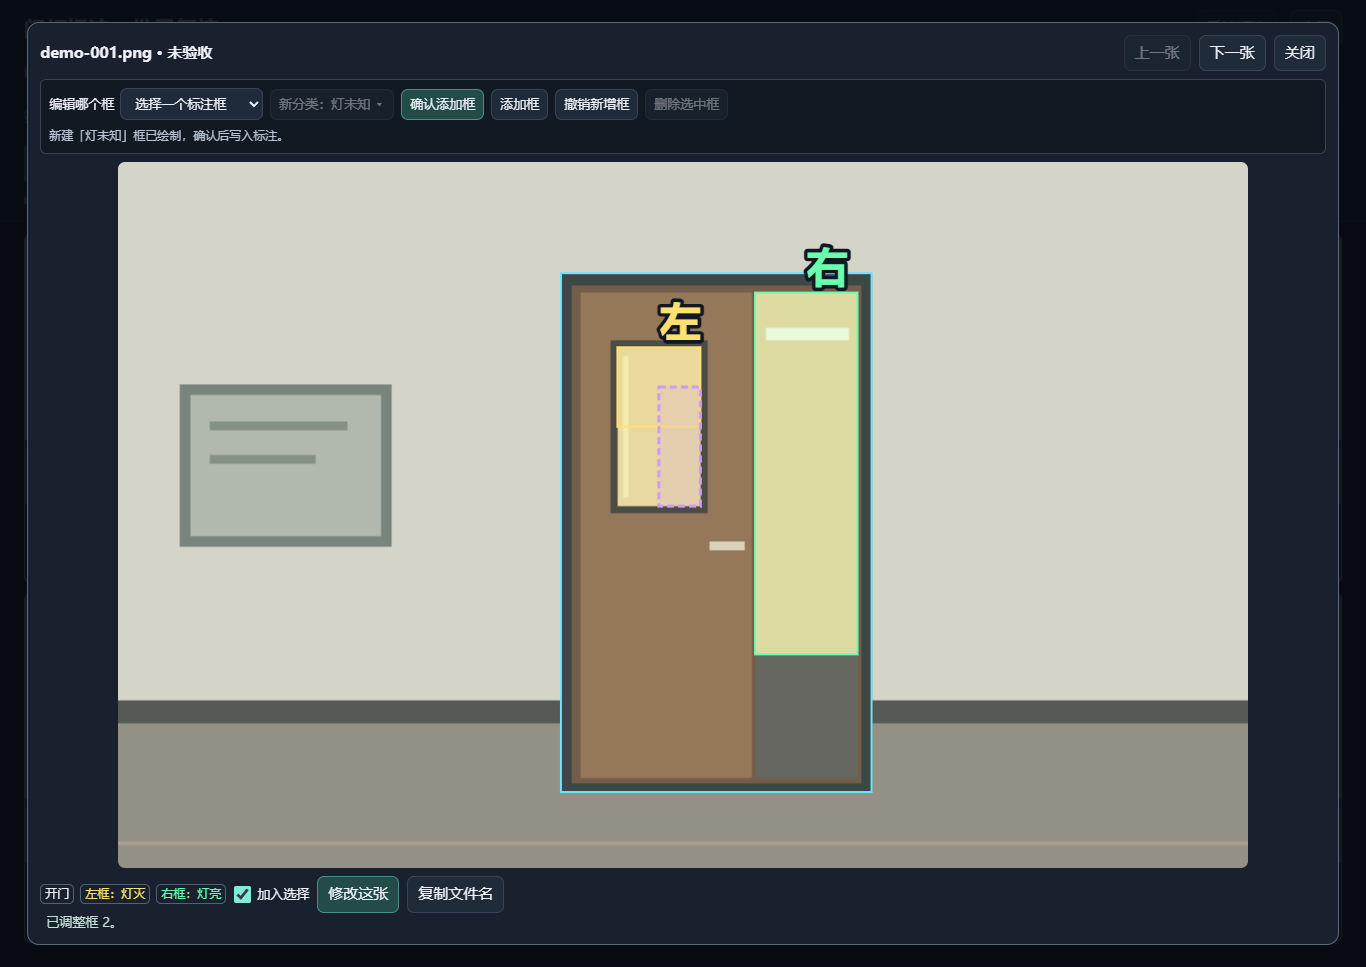 demo-001.png • 未验收
上一张 下一张 关闭
编辑哪个框 选择一个标注框 新分类：灯未知 确认添加框 添加框 撤销新增框 删除选中框
新建「灯未知」框已绘制，确认后写入标注。
右
左
开门 左框：灯灭 右框：灯亮 加入选择 修改这张 复制文件名
已调整框 2。